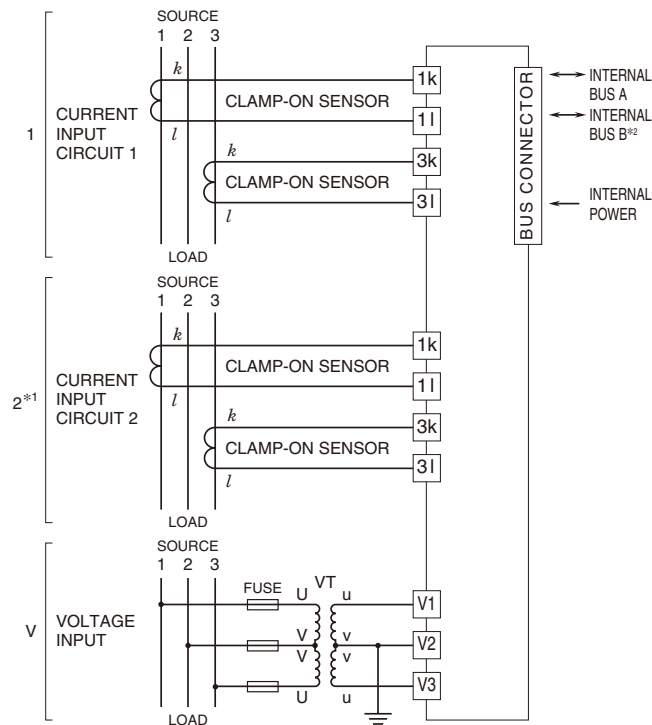 SOURCE
1 2 3
k
1
CURRENT
INPUT
CIRCUIT 1
CLAMP-ON SENSOR
l
k
CLAMP-ON SENSOR
l
LOAD
1k
1l
3k
3l
BUS CONNECTOR
INTERNAL
BUS A
INTERNAL
BUS B*2
INTERNAL
POWER
SOURCE
1 2 3
k
2*1
CURRENT
INPUT
CIRCUIT 2
CLAMP-ON SENSOR
l
k
CLAMP-ON SENSOR
l
LOAD
1k
1l
3k
3l
SOURCE
1 2 3
V
VOLTAGE
INPUT
FUSE
VT
U u
V v
V v
U u
LOAD
V1
V2
V3